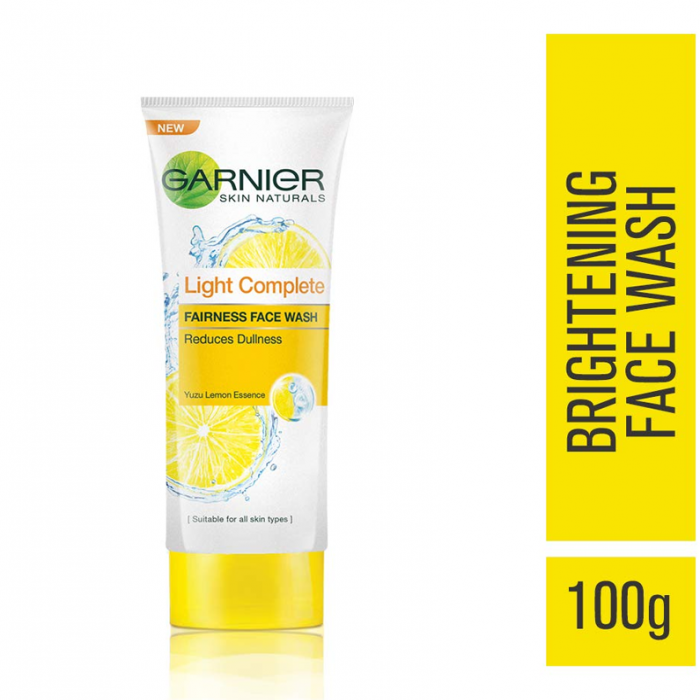 NEW
GARNIER
SKIN NATURALS
Light Complete
FAIRNESS FACE WASH
Reduces Dullness
Yuzu Lemon Essence
[ Suitable for all skin types ]
BRIGHTENING
FACE WASH
100g